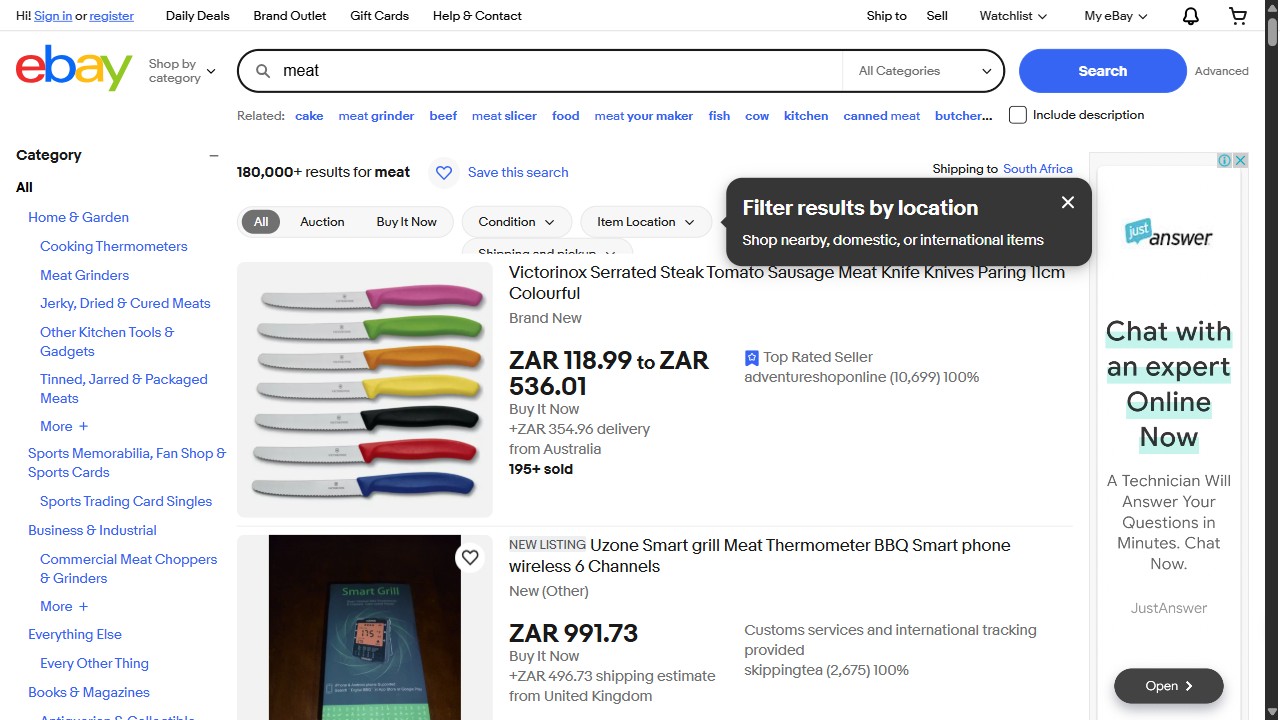 Hi! Sign in or register
Daily Deals
Brand Outlet
Gift Cards
Help & Contact
Ship to
Sell
Watchlist
My eBay
ebay
Shop by
category
meat
All Categories
Search
Advanced
Related: cake meat grinder beef meat slicer food meat your maker fish cow kitchen canned meat butcher...
Include description
Category
All
Home & Garden
Cooking Thermometers
Meat Grinders
Jerky, Dried & Cured Meats
Other Kitchen Tools &
Gadgets
Tinned, Jarred & Packaged
Meats
More +
Sports Memorabilia, Fan Shop &
Sports Cards
Sports Trading Card Singles
Business & Industrial
Commercial Meat Choppers
& Grinders
More +
Everything Else
Every Other Thing
Books & Magazines
Antiquarian & Collectible
180,000+ results for meat
Save this search
Shipping to South Africa
All
Auction
Buy It Now
Condition
Item Location
Shipping and pickup
Filter results by location
Shop nearby, domestic, or international items
Victorinox Serrated Steak Tomato Sausage Meat Knife Knives Paring 11cm
Colourful
Brand New
ZAR 118.99 to ZAR
536.01
Buy It Now
+ZAR 354.96 delivery
from Australia
195+ sold
Top Rated Seller
adventureshoponline (10,699) 100%
Smart Grill
175
NEW LISTING Uzone Smart grill Meat Thermometer BBQ Smart phone
wireless 6 Channels
New (Other)
ZAR 991.73
Buy It Now
+ZAR 496.73 shipping estimate
from United Kingdom
Customs services and international tracking
provided
skippingtea (2,675) 100%
just
answer
Chat with
an expert
Online
Now
A Technician Will
Answer Your
Questions in
Minutes. Chat
Now.
JustAnswer
Open